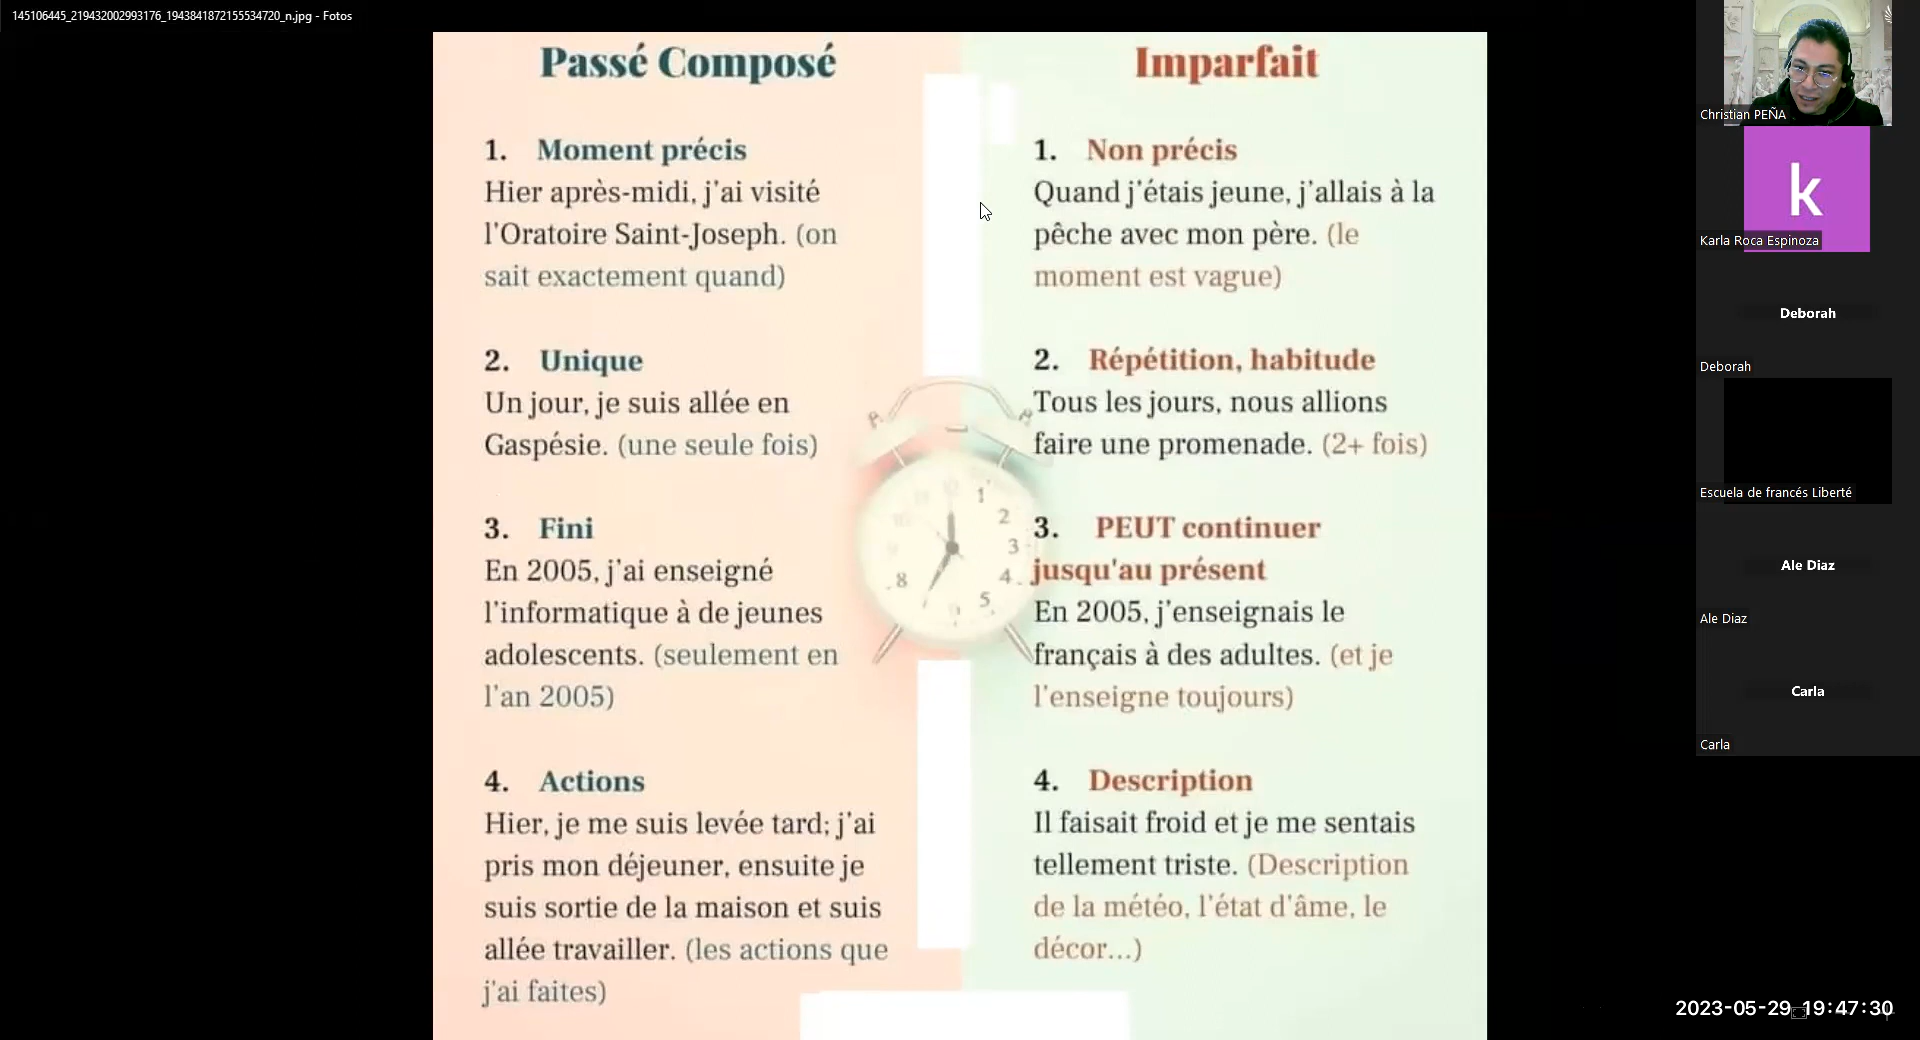 145106445_219432002993176_1943841872155534720_n.jpg - Fotos
Passé Composé
1. Moment précis
Hier après-midi, j'ai visité
l'Oratoire Saint-Joseph. (on
sait exactement quand)
2. Unique
Un jour, je suis allée en
Gaspésie. (une seule fois)
3. Fini
En 2005, j'ai enseigné
l'informatique à de jeunes
adolescents. (seulement en
l'an 2005)
4. Actions
Hier, je me suis levée tard; j'ai
pris mon déjeuner, ensuite je
suis sortie de la maison et suis
allée travailler. (les actions que
j'ai faites)
1
2
3
4
5
8
Imparfait
1. Non précis
Quand j'étais jeune, j'allais à la
pêche avec mon père. (le
moment est vague)
2. Répétition, habitude
Tous les jours, nous allions
faire une promenade. (2+ fois)
3. PEUT continuer
jusqu'au présent
En 2005, j'enseignais le
français à des adultes. (et je
l'enseigne toujours)
4. Description
Il faisait froid et je me sentais
tellement triste. (Description
de la météo, l'état d'âme, le
décor...)
Christian PEÑA
k
Karla Roca Espinoza
Deborah
Deborah
Escuela de francés Liberté
Ale Diaz
Ale Diaz
Carla
Carla
2023-05-29 19:47:30